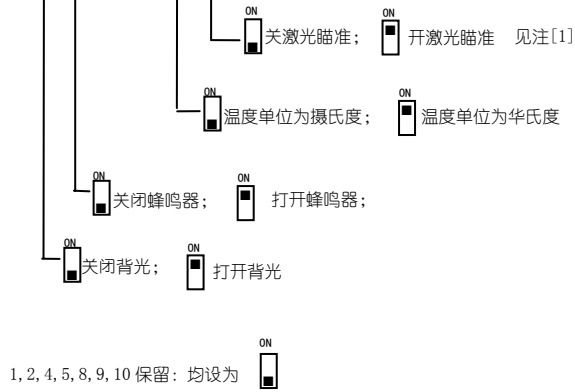 ON ON
关激光瞄准; 开激光瞄准 见注[1]
ON ON
温度单位为摄氏度; 温度单位为华氏度
ON ON
关闭蜂鸣器; 打开蜂鸣器;
ON ON
关闭背光; 打开背光
ON
1,2,4,5,8,9,10保留: 均设为